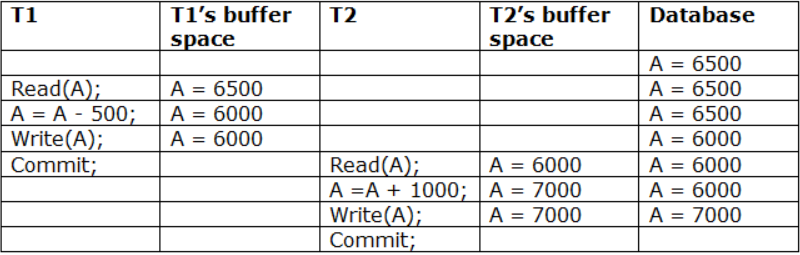 T1 T1's buffer space T2 T2's buffer space Database
A = 6500
Read(A); A = 6500 A = 6500
A = A - 500; A = 6000 A = 6500
Write(A); A = 6000 A = 6000
Commit; Read(A); A = 6000 A = 6000
A =A + 1000; A = 7000 A = 6000
Write(A); A = 7000 A = 7000
Commit;